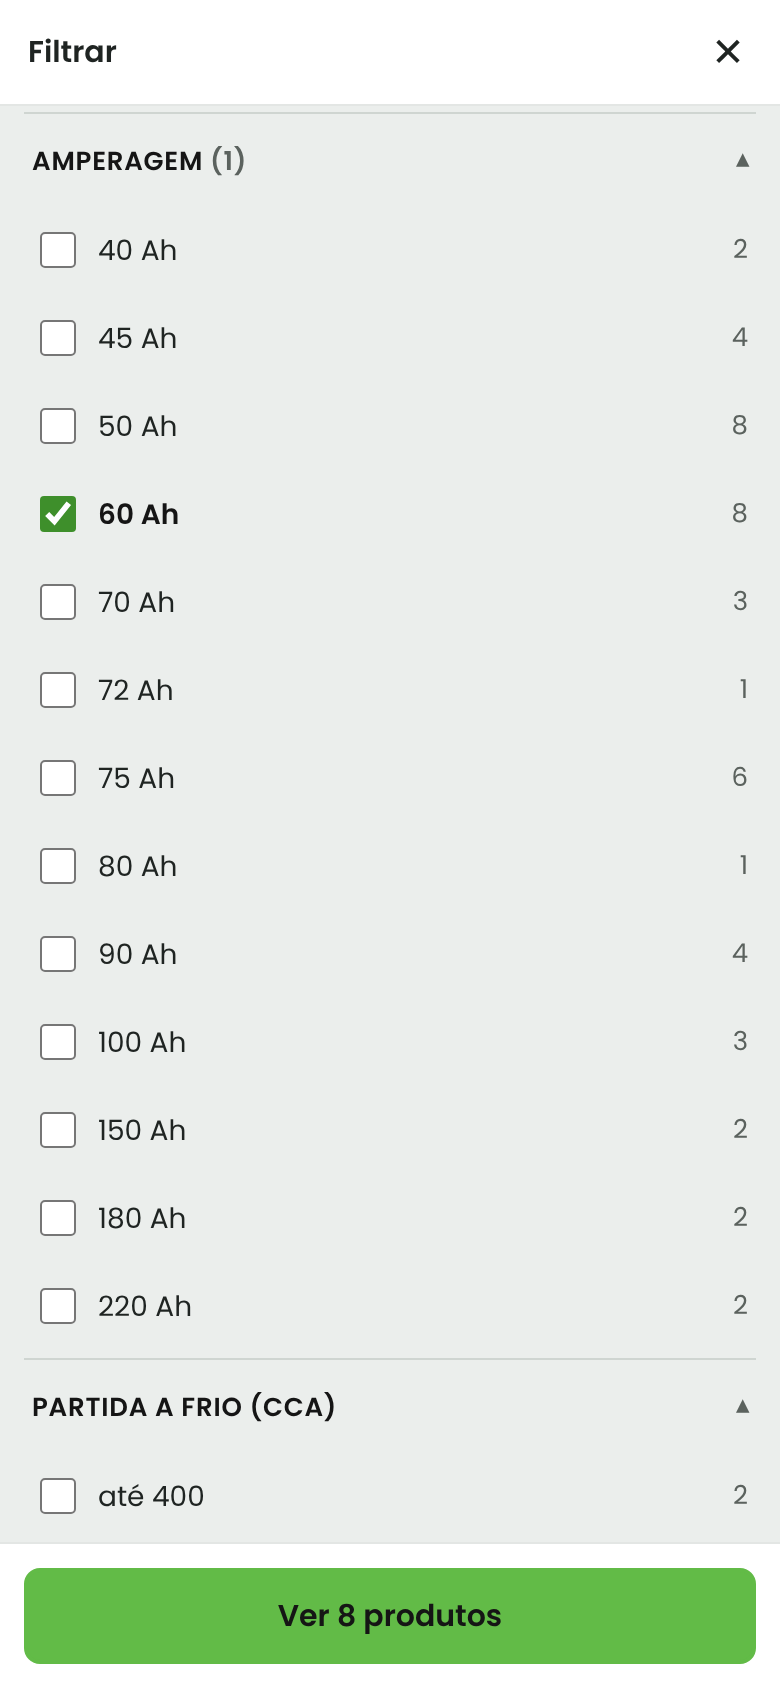 Filtrar
AMPERAGEM (1)
40 Ah 2
45 Ah 4
50 Ah 8
60 Ah 8
70 Ah 3
72 Ah 1
75 Ah 6
80 Ah 1
90 Ah 4
100 Ah 3
150 Ah 2
180 Ah 2
220 Ah 2
PARTIDA A FRIO (CCA)
até 400 2
Ver 8 produtos